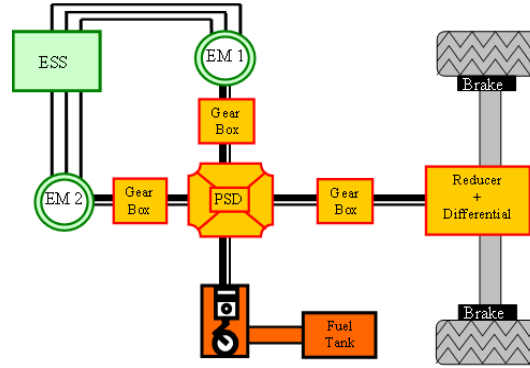 ESS
EM 1
Brake
Gear
Box
EM 2
Gear
Box
PSD
Gear
Box
Reducer
+
Differential
Brake
Fuel
Tank